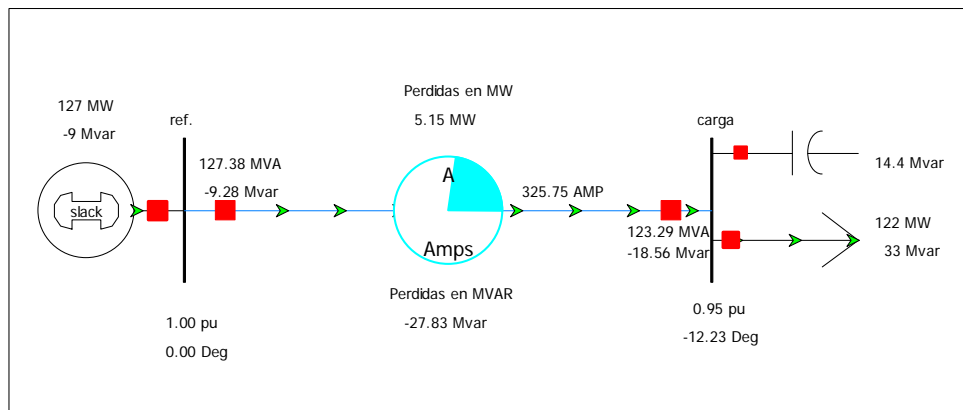 127 MW
-9 Mvar
slack
ref.
127.38 MVA
-9.28 Mvar
1.00 pu
0.00 Deg
Perdidas en MW
5.15 MW
A
Amps
Perdidas en MVAR
-27.83 Mvar
325.75 AMP
carga
123.29 MVA
-18.56 Mvar
0.95 pu
-12.23 Deg
14.4 Mvar
122 MW
33 Mvar